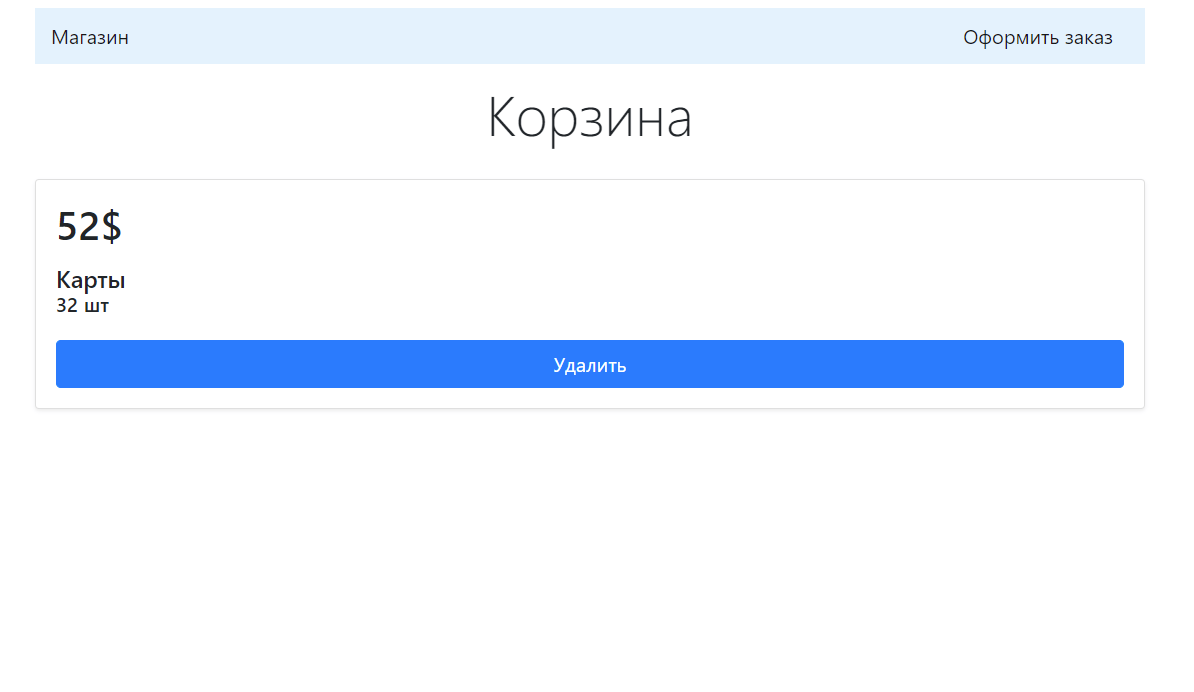 Магазин
Оформить заказ
Корзина
52$
Карты
32 шт
Удалить